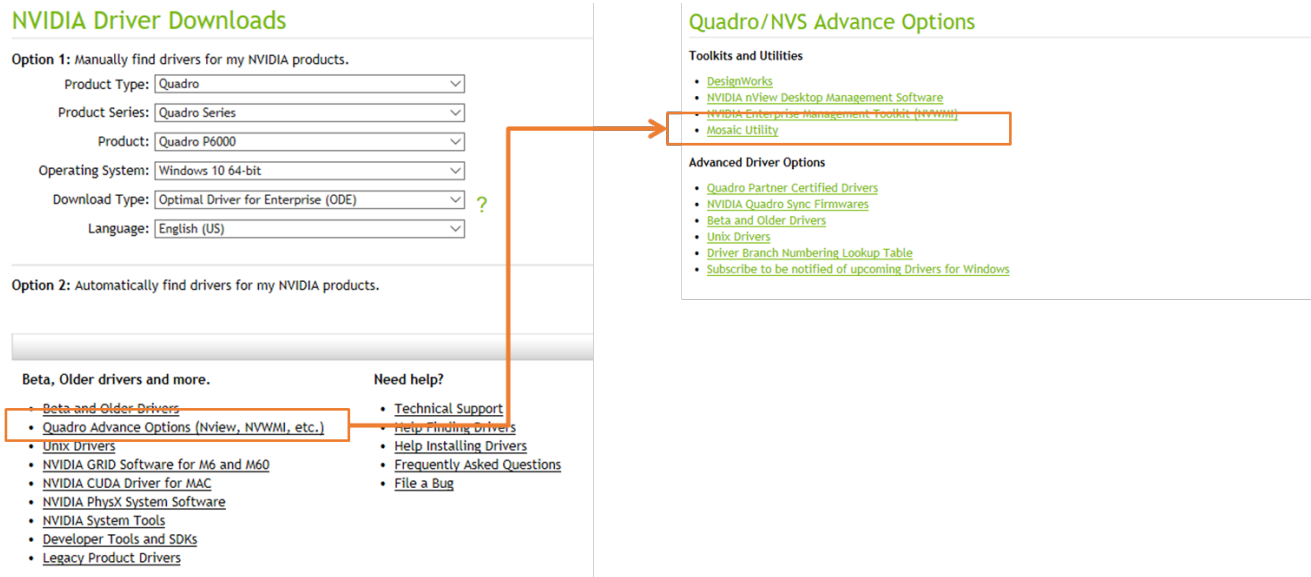 NVIDIA Driver Downloads
Option 1: Manually find drivers for my NVIDIA products.
Product Type: Quadro
Product Series: Quadro Series
Product: Quadro P6000
Operating System: Windows 10 64-bit
Download Type: Optimal Driver for Enterprise (ODE) ?
Language: English (US)
Option 2: Automatically find drivers for my NVIDIA products.
Beta, Older drivers and more.
• Beta and Older Drivers
• Quadro Advance Options (Nview, NVWMI, etc.)
• Unix Drivers
• NVIDIA GRID Software for M6 and M60
• NVIDIA CUDA Driver for MAC
• NVIDIA PhysX System Software
• NVIDIA System Tools
• Developer Tools and SDKs
• Legacy Product Drivers
Need help?
• Technical Support
• Help Finding Drivers
• Help Installing Drivers
• Frequently Asked Questions
• File a Bug
Quadro/NVS Advance Options
Toolkits and Utilities
• DesignWorks
• NVIDIA nView Desktop Management Software
• NVIDIA Enterprise Management Toolkit (NVWMI)
• Mosaic Utility
Advanced Driver Options
• Quadro Partner Certified Drivers
• NVIDIA Quadro Sync Firmwares
• Beta and Older Drivers
• Unix Drivers
• Driver Branch Numbering Lookup Table
• Subscribe to be notified of upcoming Drivers for Windows